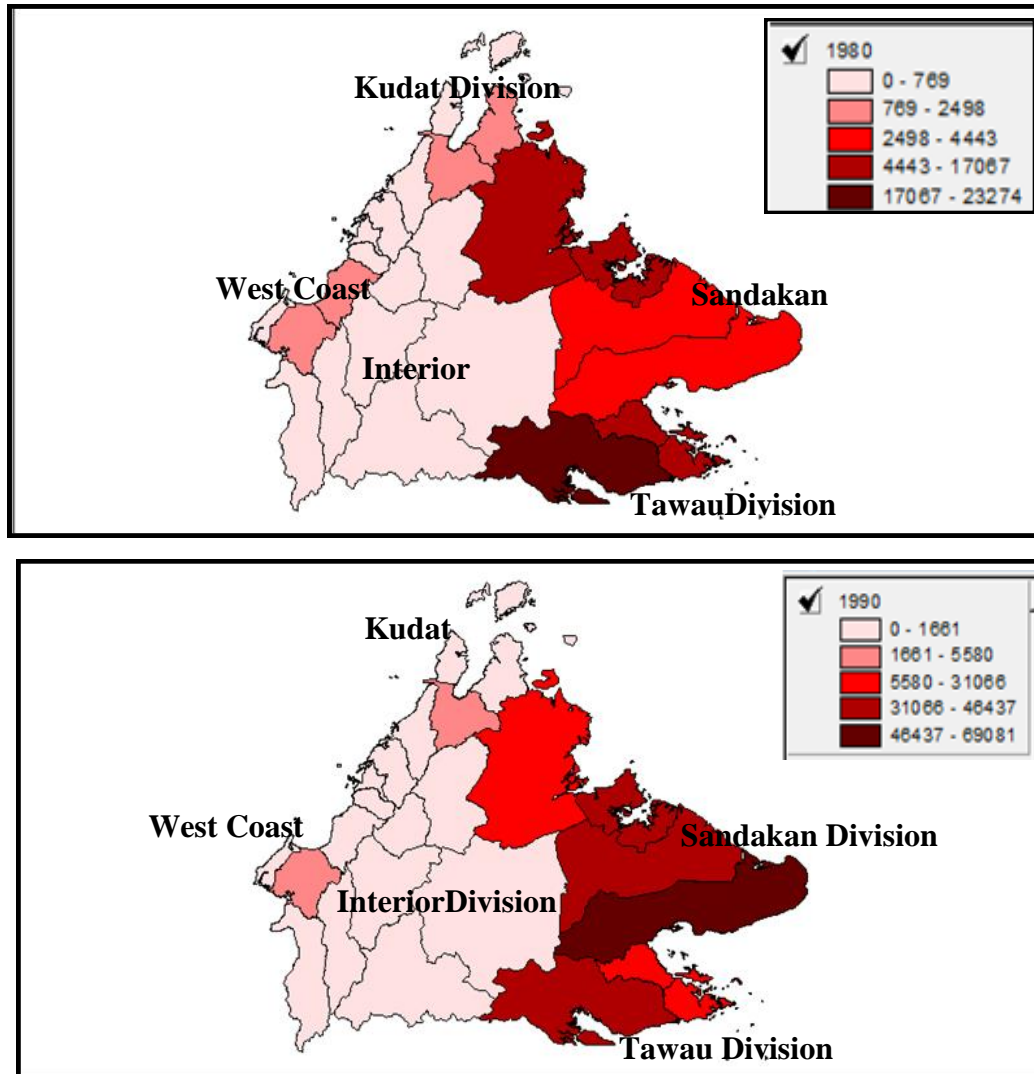 1980
0 - 769
769 - 2498
2498 - 4443
4443 - 17067
17067 - 23274
Kudat Division
West Coast
Sandakan
Interior
TawauDivision
1990
0 - 1661
1661 - 5580
5580 - 31066
31066 - 46437
46437 - 69081
Kudat
West Coast
Sandakan Division
InteriorDivision
Tawau Division